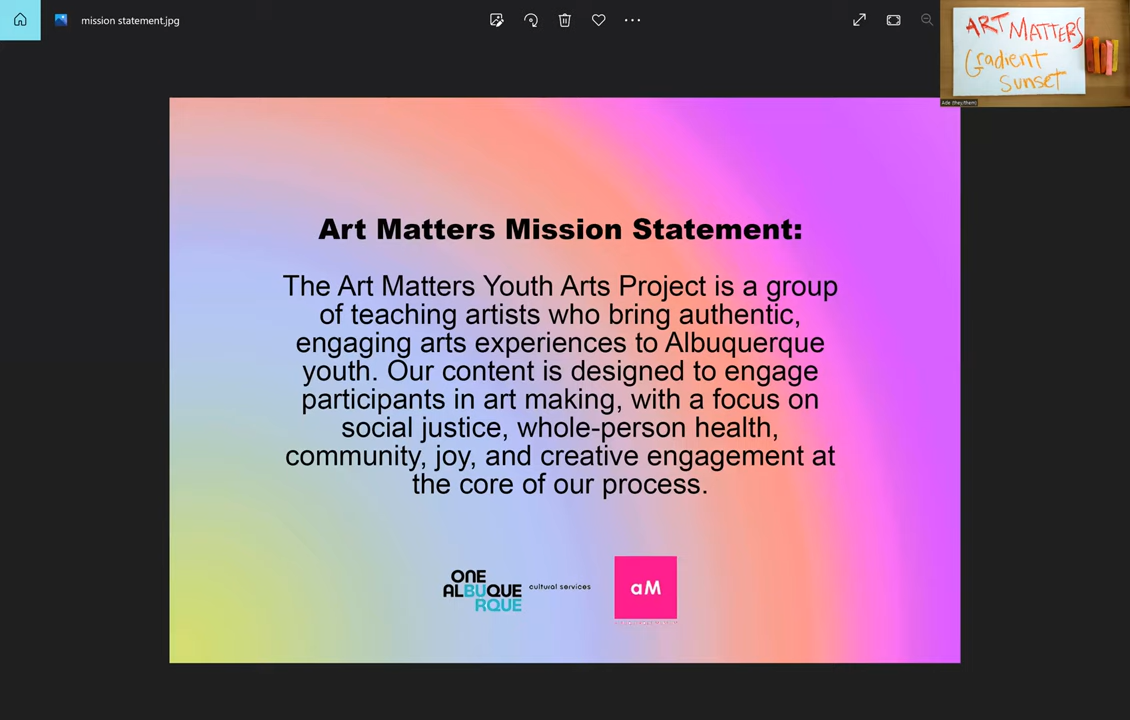 mission statement.jpg
ART MATTERS
Gradient
Sunset
Ade (they/them)
Art Matters Mission Statement:
The Art Matters Youth Arts Project is a group
of teaching artists who bring authentic,
engaging arts experiences to Albuquerque
youth. Our content is designed to engage
participants in art making, with a focus on
social justice, whole-person health,
community, joy, and creative engagement at
the core of our process.
ONE
ALBUQUE
RQUE
cultural services
aM